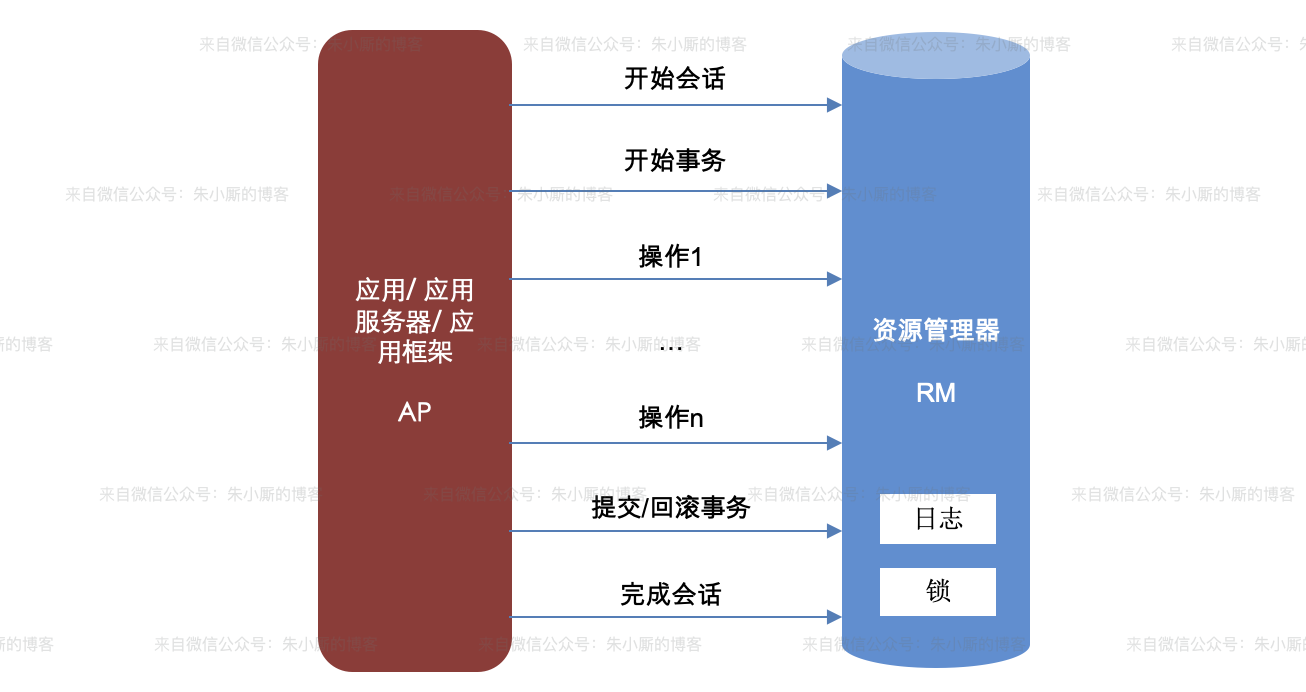 来自微信公众号：朱小厮的博客 来自微信公众号：朱小厮的博客 来自微信公众号：朱小厮的博客 来自微信公众号：
开始会话
开始事务
来自微信公众号：朱小厮的博客 来自微信公众号：朱小厮的博客 来自微信公众号：朱小厮的博客 来自微信公众号：朱小厮的博客
操作1
应用/ 应用
服务器/ 应
用框架
AP
资源管理器
RM
的博客 来自微信公众号：朱小厮的博客 来自微信公众号：朱小厮的博客 来自微信公众号：朱小厮的博客 来自微信公众号：朱小厮的博
...
操作n
来自微信公众号：朱小厮的博客 来自微信公众号：朱小厮的博客 来自微信公众号：朱小厮的博客 来自微信公众号：朱小厮的博客
提交/回滚事务
日志
完成会话
锁
的博客 来自微信公众号：朱小厮的博客 来自微信公众号：朱小厮的博客 来自微信公众号：朱小厮的博客 来自微信公众号：朱小厮的博